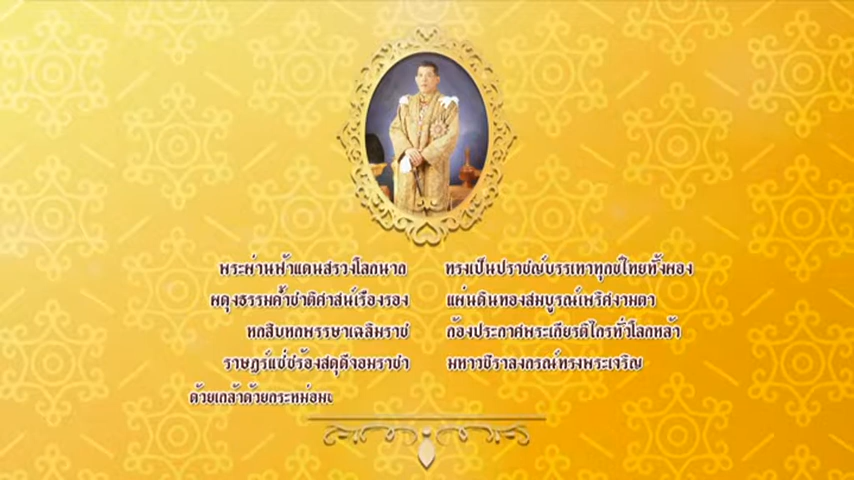 พระผ่านฟ้าแดนสรวงโลกนาถ ทรงเป็นปราชญ์บรรเทาทุกข์ไทยทั้งผอง
ผดุงธรรมค้ำชาติศาสน์เรืองรอง แผ่นดินทองสมบูรณ์เพริศงามตา
หกสิบหกพรรษาเฉลิมราช ก้องประกาศพระเกียรติไกรทั่วโลกหล้า
ราษฎร์แซ่ซร้องสดุดีจอมราชา มหาวชิราลงกรณ์ทรงพระเจริญ
ด้วยเกล้าด้วยกระหม่อม